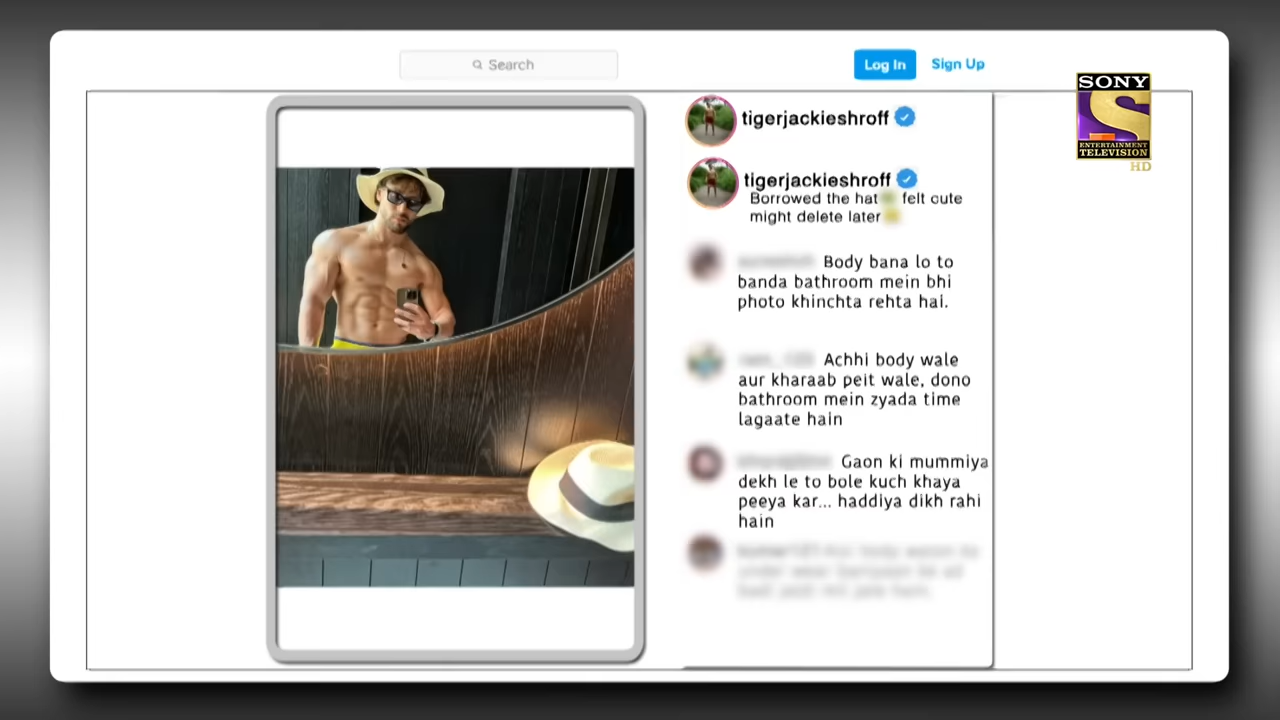 Search
Log In
Sign Up
SONY
ENTERTAINMENT
TELEVISION
HD
tigerjackieshroff
tigerjackieshroff
Borrowed the hat felt cute
might delete later
Body bana lo to
banda bathroom mein bhi
photo khinchta rehta hai.
Achhi body wale
aur kharaab peit wale, dono
bathroom mein zyada time
lagaate hain
Gaon ki mummiya
dekh le to bole kuch khaya
peeya kar... haddiya dikh rahi
hain